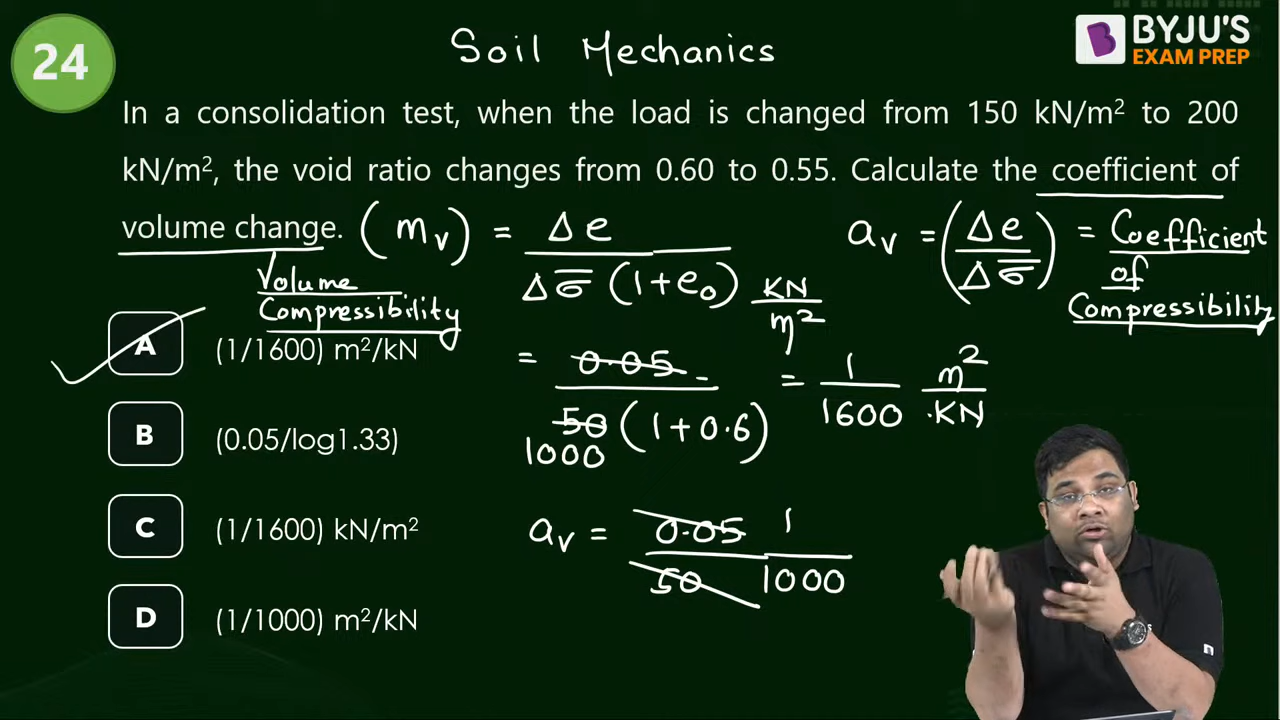 24
Soil Mechanics
BYJU'S
EXAM PREP
In a consolidation test, when the load is changed from 150 kN/m² to 200
kN/m², the void ratio changes from 0.60 to 0.55. Calculate the coefficient of
volume change. (mᵥ) = Δe / Δσ̅ (1+e₀) KN/m²
aᵥ = (Δe / Δσ̅) = Coefficient
of
Compressibility
Volume
Compressibility
A (1/1600) m²/kN
= 0.05 / 50 (1+0.6) = 1/1600 m²/KN
1000
B (0.05/log1.33)
C (1/1600) kN/m²
aᵥ = 0.05/50 1/1000
D (1/1000) m²/kN